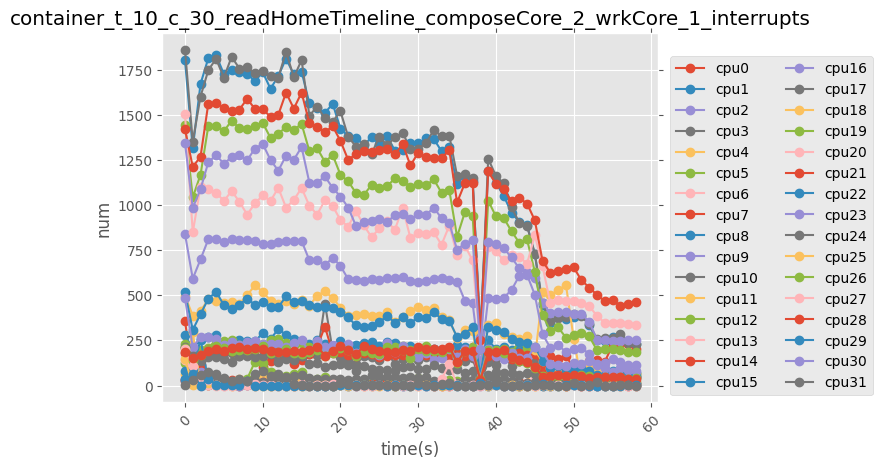 container_t_10_c_30_readHomeTimeline_composeCore_2_wrkCore_1_interrupts
num
1750
1500
1250
1000
750
500
250
0
0
10
20
30
40
50
60
time(s)
cpu0
cpu1
cpu2
cpu3
cpu4
cpu5
cpu6
cpu7
cpu8
cpu9
cpu10
cpu11
cpu12
cpu13
cpu14
cpu15
cpu16
cpu17
cpu18
cpu19
cpu20
cpu21
cpu22
cpu23
cpu24
cpu25
cpu26
cpu27
cpu28
cpu29
cpu30
cpu31